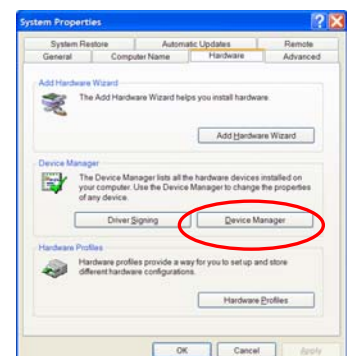 System Properties
System Restore Automatic Updates Remote
General Computer Name Hardware Advanced
Add Hardware Wizard
The Add Hardware Wizard helps you install hardware.
Add Hardware Wizard
Device Manager
The Device Manager lists all the hardware devices installed on
your computer. Use the Device Manager to change the properties
of any device.
Driver Signing Device Manager
Hardware Profiles
Hardware profiles provide a way for you to set up and store
different hardware configurations.
Hardware Profiles
OK Cancel Apply